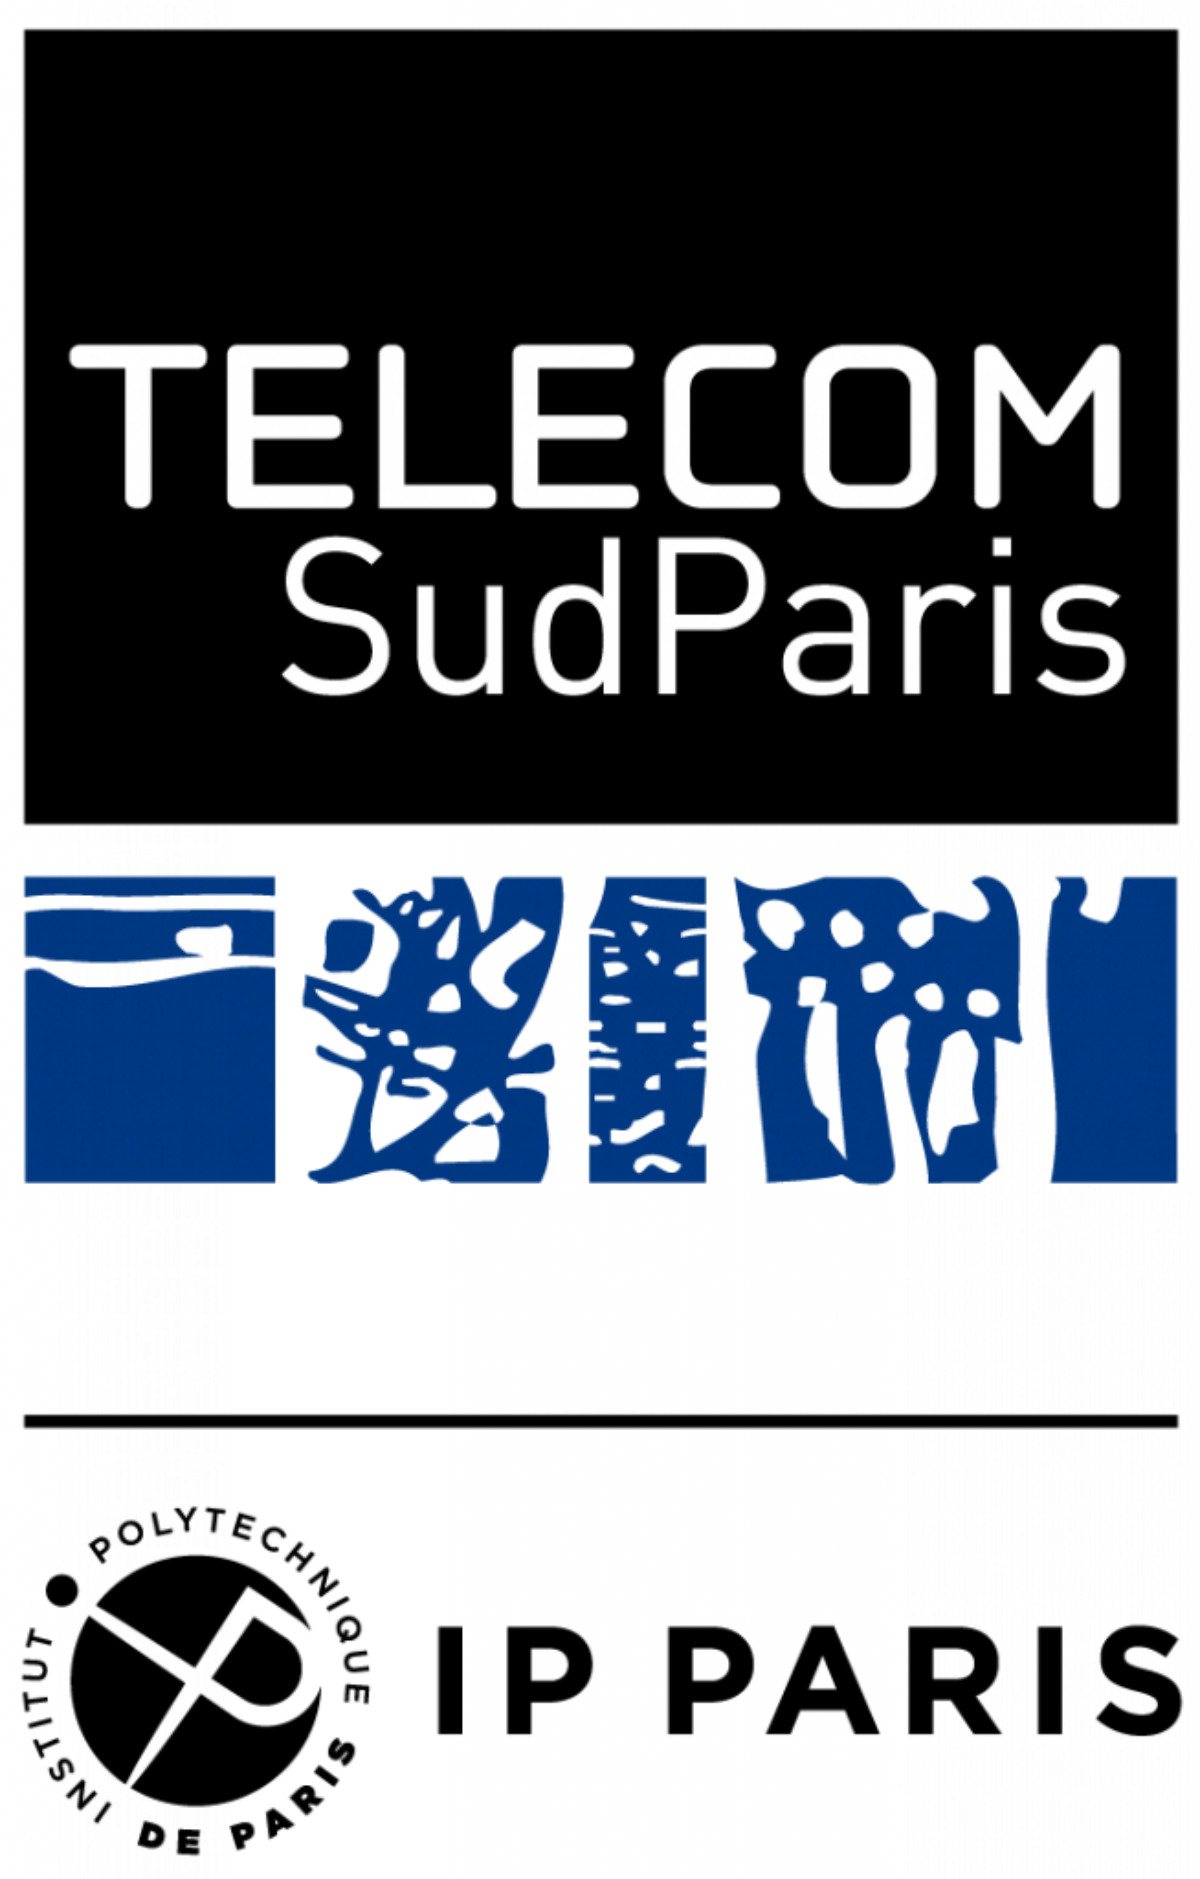 TELECOM
SudParis
INSTITUT POLYTECHNIQUE DE PARIS
IP PARIS